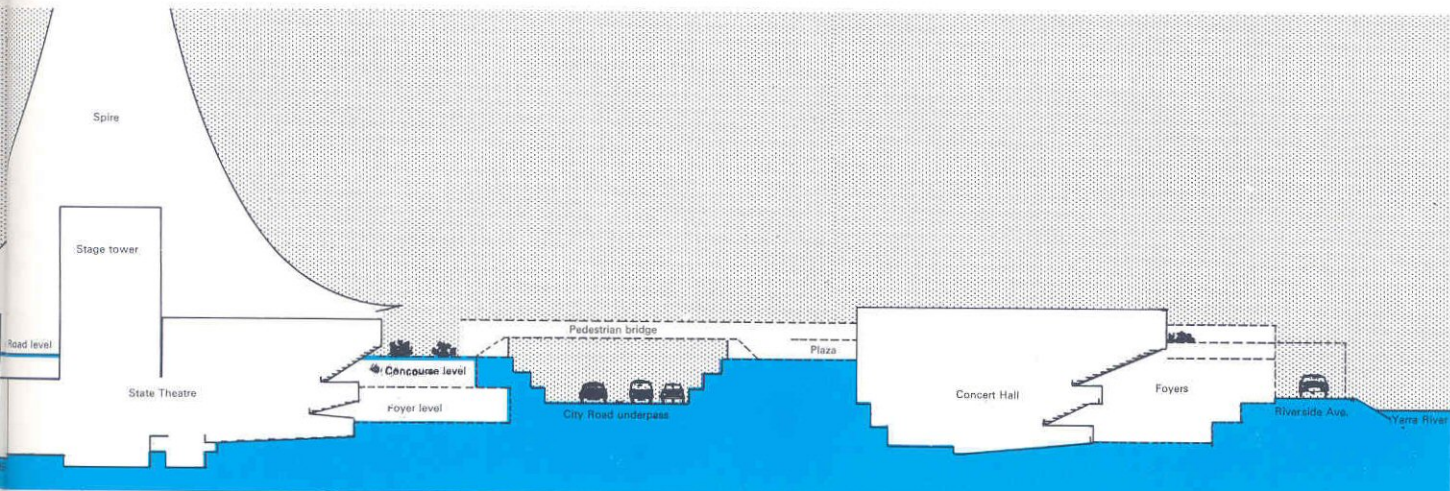 Spire
Stage tower
Road level
State Theatre
Concourse level
Foyer level
Pedestrian bridge
Plaza
City Road underpass
Concert Hall
Foyers
Riverside Ave.
Yarra River